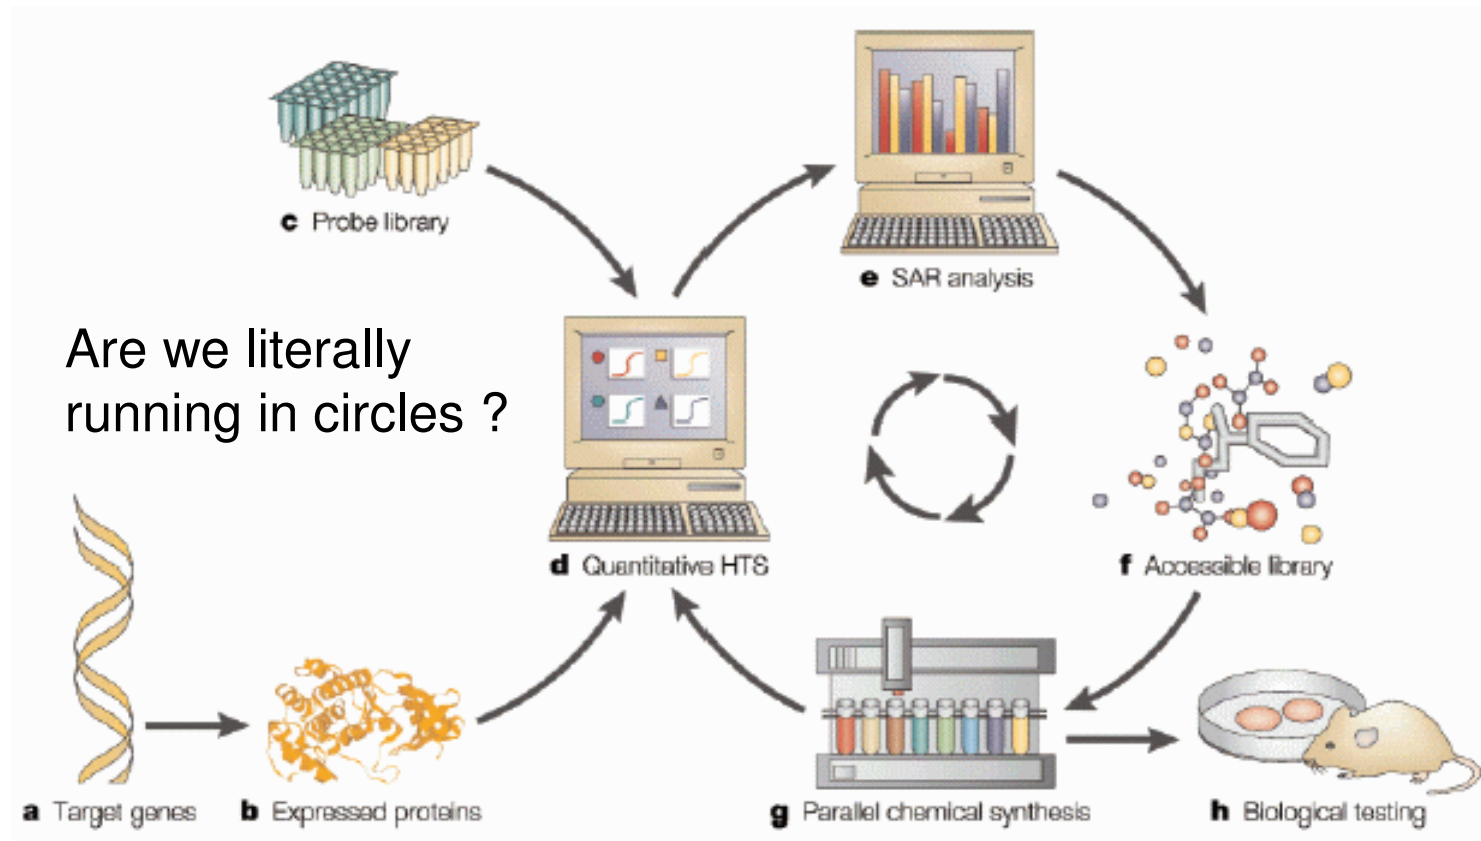 c Probe library
e SAR analysis
Are we literally
running in circles ?
d Quantitative HTS
f Accessible library
a Target genes
b Expressed proteins
g Parallel chemical synthesis
h Biological testing